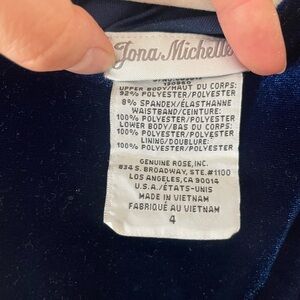 Jona Michelle
120960
UPPER BODY/HAUT DU CORPS:
92% POLYESTER/POLYESTER
8% SPANDEX/ÉLASTHANNE
WAISTBAND/CEINTURE:
100% POLYESTER/POLYESTER
LOWER BODY/BAS DU CORPS:
100% POLYESTER/POLYESTER
LINING/DOUBLURE:
100% POLYESTER/POLYESTER
GENUINE ROSE, INC.
834 S. BROADWAY, STE. #1100
LOS ANGELES, CA 90014
U.S.A./ÉTATS-UNIS
MADE IN VIETNAM
FABRIQUÉ AU VIETNAM
4